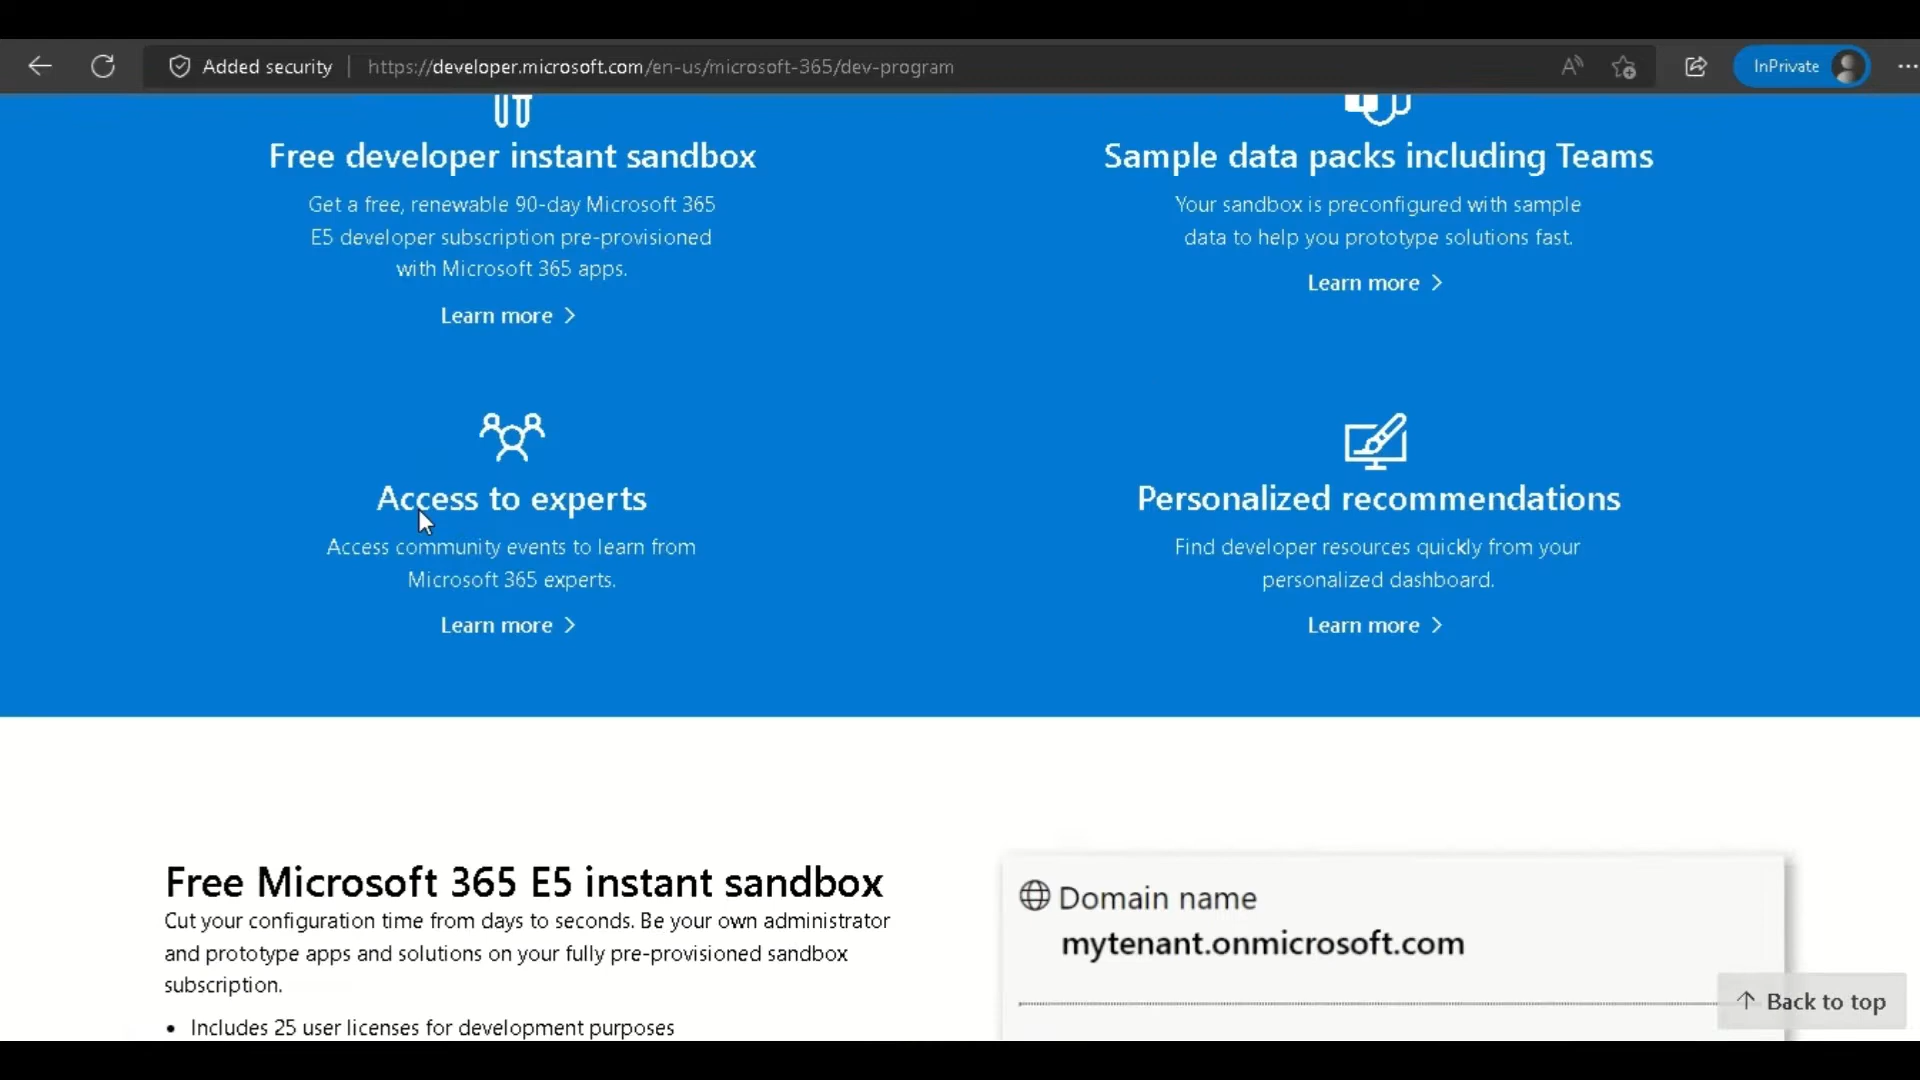 Added security
https://developer.microsoft.com/en-us/microsoft-365/dev-program
InPrivate
Free developer instant sandbox
Get a free, renewable 90-day Microsoft 365
E5 developer subscription pre-provisioned
with Microsoft 365 apps.
Learn more
Sample data packs including Teams
Your sandbox is preconfigured with sample
data to help you prototype solutions fast.
Learn more
Access to experts
Access community events to learn from
Microsoft 365 experts.
Learn more
Personalized recommendations
Find developer resources quickly from your
personalized dashboard.
Learn more
Free Microsoft 365 E5 instant sandbox
Cut your configuration time from days to seconds. Be your own administrator
and prototype apps and solutions on your fully pre-provisioned sandbox
subscription.
• Includes 25 user licenses for development purposes
Domain name
mytenant.onmicrosoft.com
Back to top